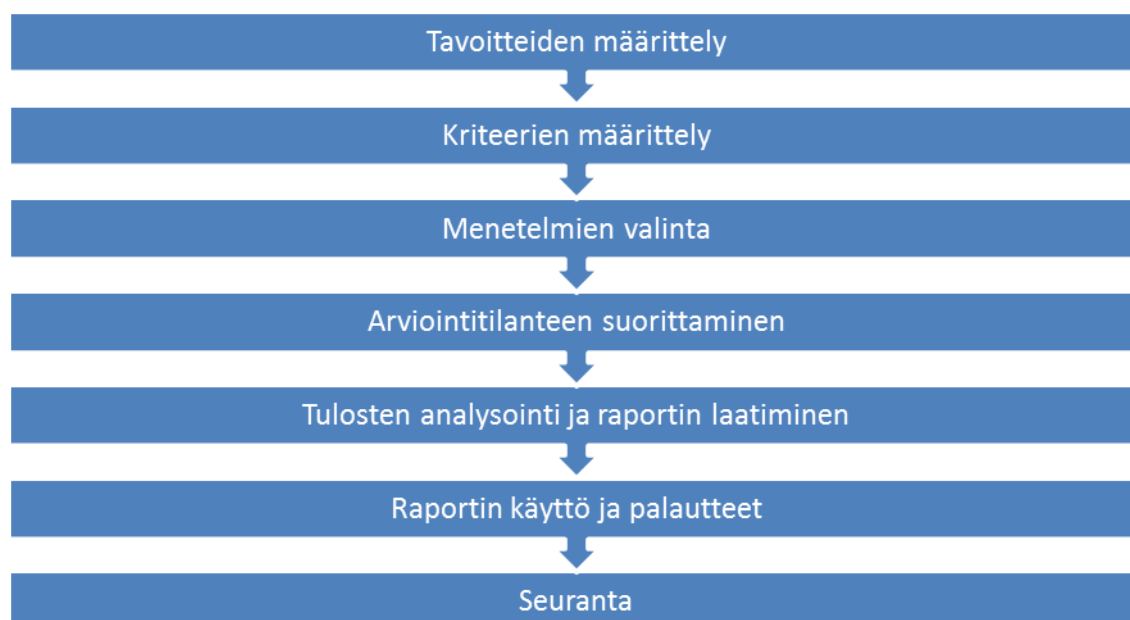 Tavoitteiden määrittely
Kriteerien määrittely
Menetelmien valinta
Arviointitilanteen suorittaminen
Tulosten analysointi ja raportin laatiminen
Raportin käyttö ja palautteet
Seuranta